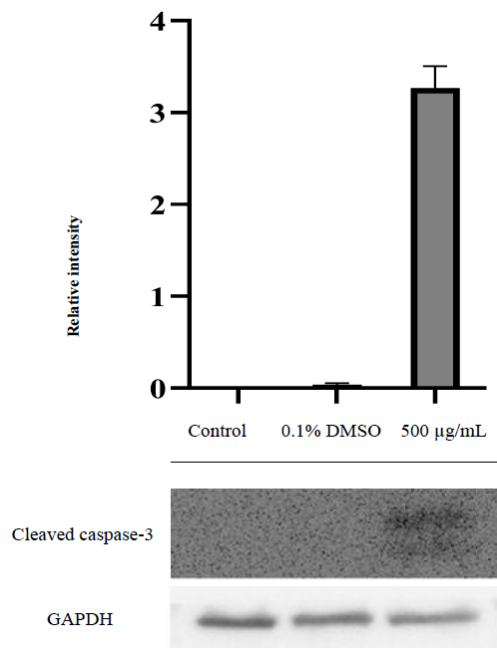 4
3
2
1
0
Relative intensity
Control 0.1% DMSO 500 µg/mL
Cleaved caspase-3
GAPDH